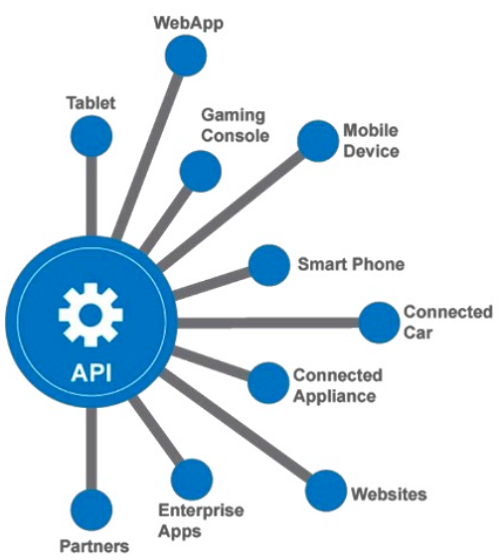 WebApp
Tablet
Gaming
Console
Mobile
Device
Smart Phone
Connected
Car
API
Connected
Appliance
Websites
Enterprise
Apps
Partners